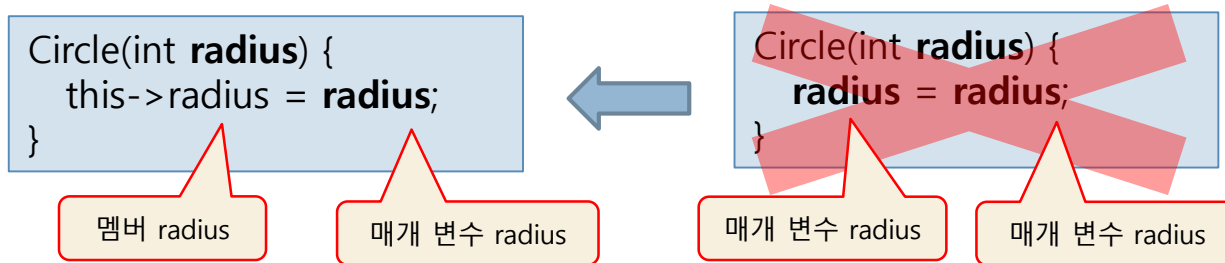 Circle(int radius) {
this->radius = radius;
}
멤버 radius
매개 변수 radius
Circle(int radius) {
radius = radius;
}
매개 변수 radius
매개 변수 radius